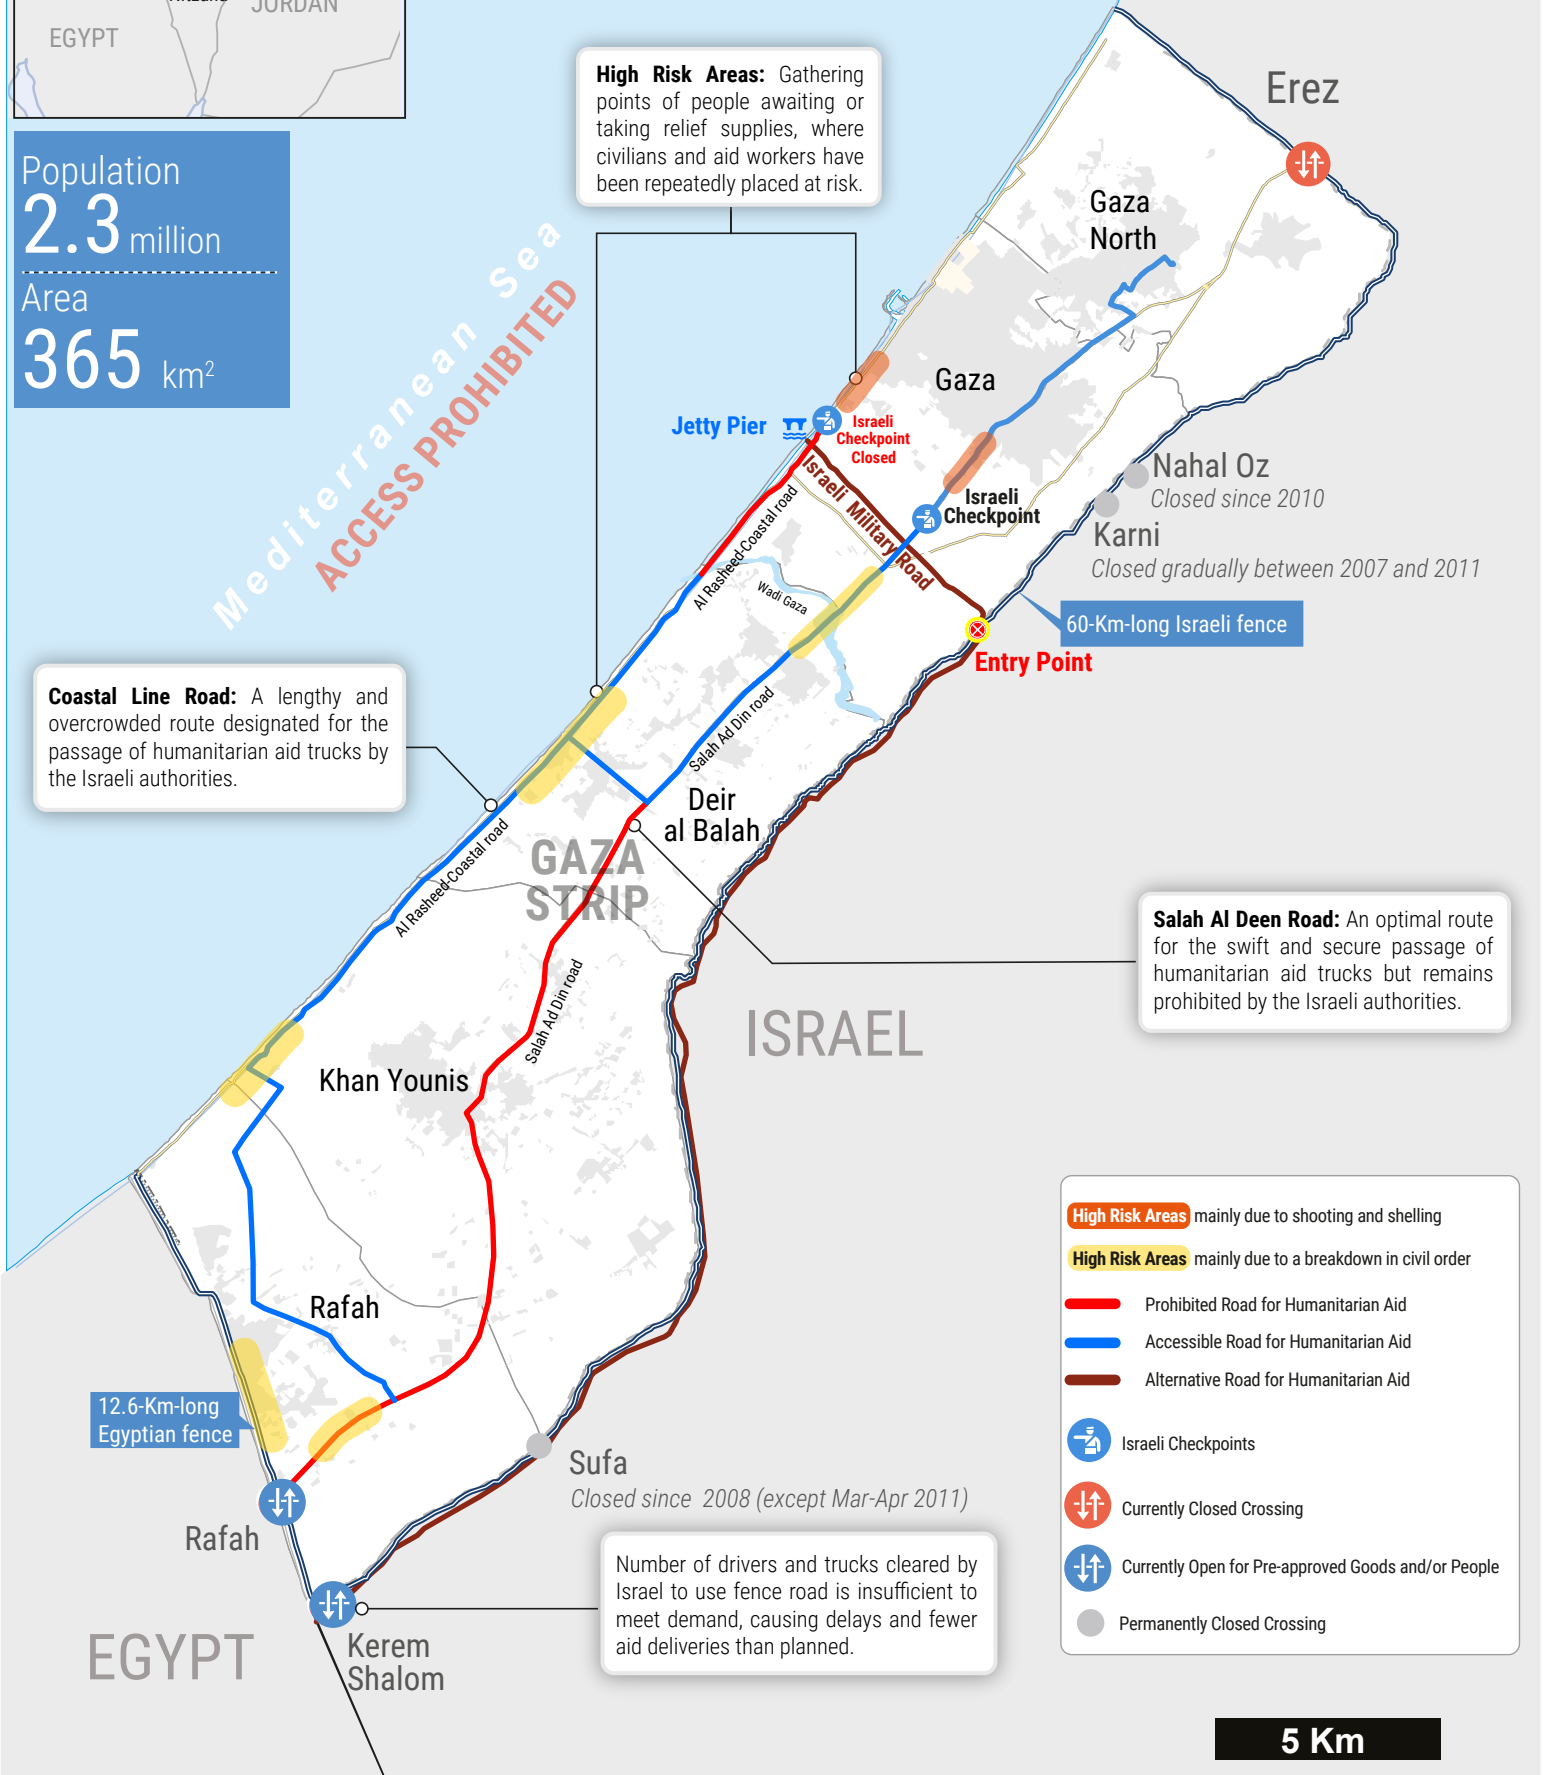 JORDAN
EGYPT
Population
2.3 million
Area
365 km²
High Risk Areas: Gathering
points of people awaiting or
taking relief supplies, where
civilians and aid workers have
been repeatedly placed at risk.
Erez
Gaza
North
Mediterranean Sea
ACCESS PROHIBITED
Gaza
Jetty Pier
Israeli
Checkpoint
Closed
Israeli Military Road
Israeli
Checkpoint
Nahal Oz
Closed since 2010
Karni
Closed gradually between 2007 and 2011
Al Rasheed-Coastal road
Wadi Gaza
60-Km-long Israeli fence
Entry Point
Coastal Line Road: A lengthy and
overcrowded route designated for the
passage of humanitarian aid trucks by
the Israeli authorities.
Salah Ad Din road
Deir
al Balah
GAZA
STRIP
Al Rasheed-Coastal road
Salah Al Deen Road: An optimal route
for the swift and secure passage of
humanitarian aid trucks but remains
prohibited by the Israeli authorities.
Salah Ad Din road
ISRAEL
Khan Younis
Rafah
12.6-Km-long
Egyptian fence
Sufa
Closed since 2008 (except Mar-Apr 2011)
Rafah
Number of drivers and trucks cleared by
Israel to use fence road is insufficient to
meet demand, causing delays and fewer
aid deliveries than planned.
EGYPT
Kerem
Shalom
High Risk Areas mainly due to shooting and shelling
High Risk Areas mainly due to a breakdown in civil order
Prohibited Road for Humanitarian Aid
Accessible Road for Humanitarian Aid
Alternative Road for Humanitarian Aid
Israeli Checkpoints
Currently Closed Crossing
Currently Open for Pre-approved Goods and/or People
Permanently Closed Crossing
5 Km